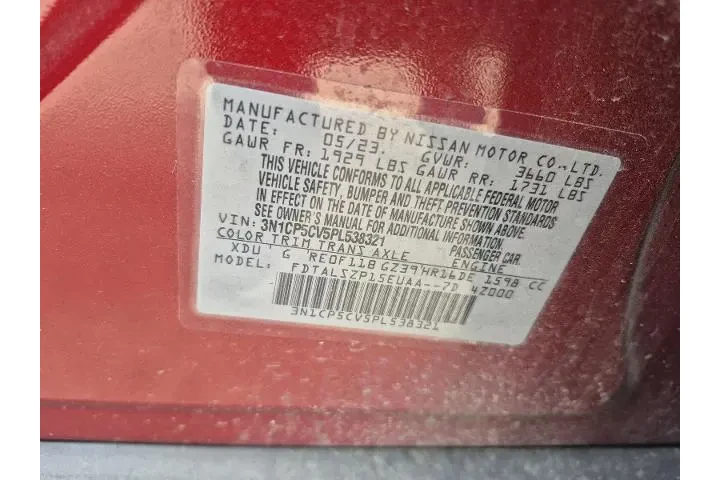 MANUFACTURED BY NISSAN MOTOR CO.,LTD.
DATE: 05/23. GVWR: 3660 LBS
GAWR FR: 1929 LBS GAWR RR: 1731 LBS
THIS VEHICLE CONFORMS TO ALL APPLICABLE FEDERAL MOTOR
VEHICLE SAFETY, BUMPER AND THEFT PREVENTION STANDARDS
IN EFFECT ON THE DATE OF MANUFACTURE SHOWN ABOVE.
SEE OWNER'S MANUAL FOR ADDITIONAL INFORMATION
VIN: 3N1CP5CV5PL538321 PASSENGER CAR
COLOR TRIM TRANS AXLE ENGINE
XDU G RE0F11B GZ39 HR16DE 1598 CC
FDTALSZP15EUAA--7D 4Z000
3N1CP5CV5PL538321